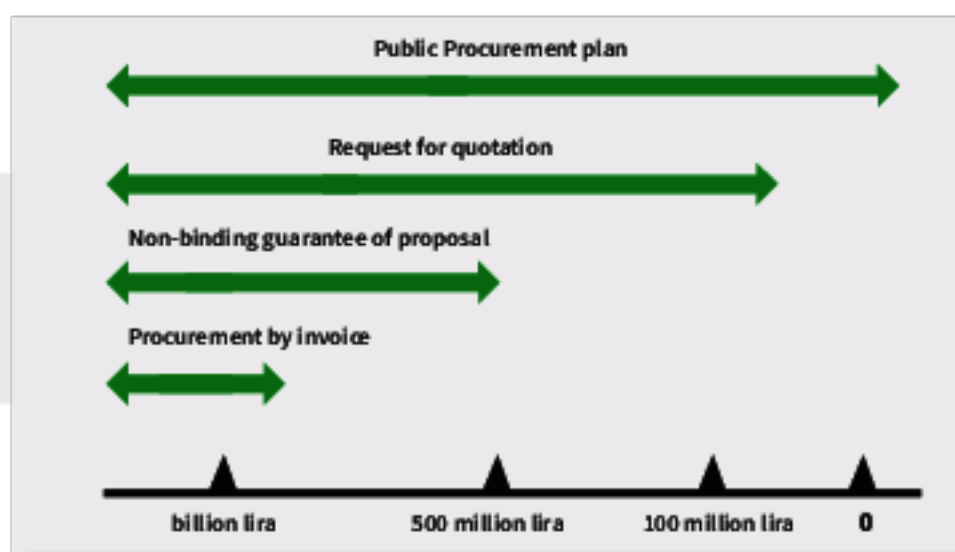 Public Procurement plan
Request for quotation
Non-binding guarantee of proposal
Procurement by invoice
billion lira
500 million lira
100 million lira
0